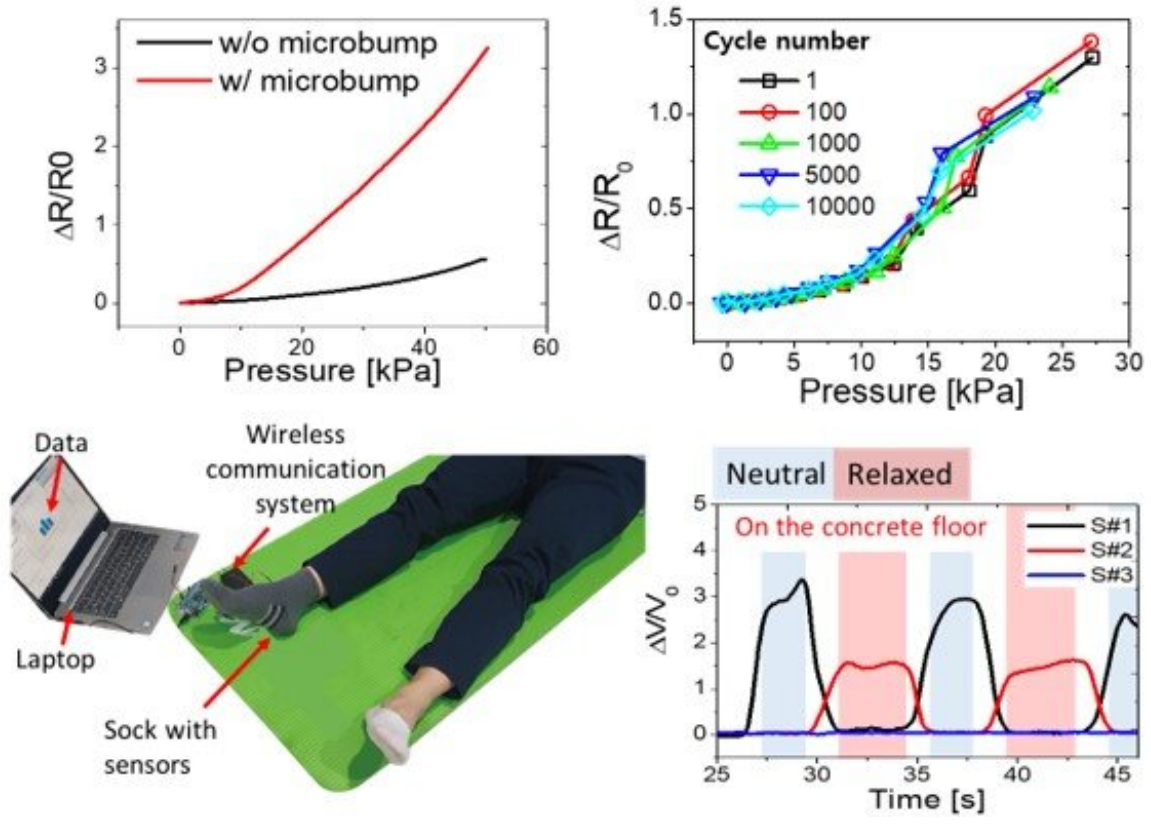 w/o microbump
w/ microbump
ΔR/R0
3
2
1
0
0 20 40 60
Pressure [kPa]
Cycle number
1
100
1000
5000
10000
ΔR/R₀
1.5
1.0
0.5
0.0
0 5 10 15 20 25 30
Pressure [kPa]
Data
Wireless
communication
system
Laptop
Sock with
sensors
Neutral Relaxed
On the concrete floor
S#1
S#2
S#3
ΔV/V₀
5
4
3
2
1
0
25 30 35 40 45
Time [s]